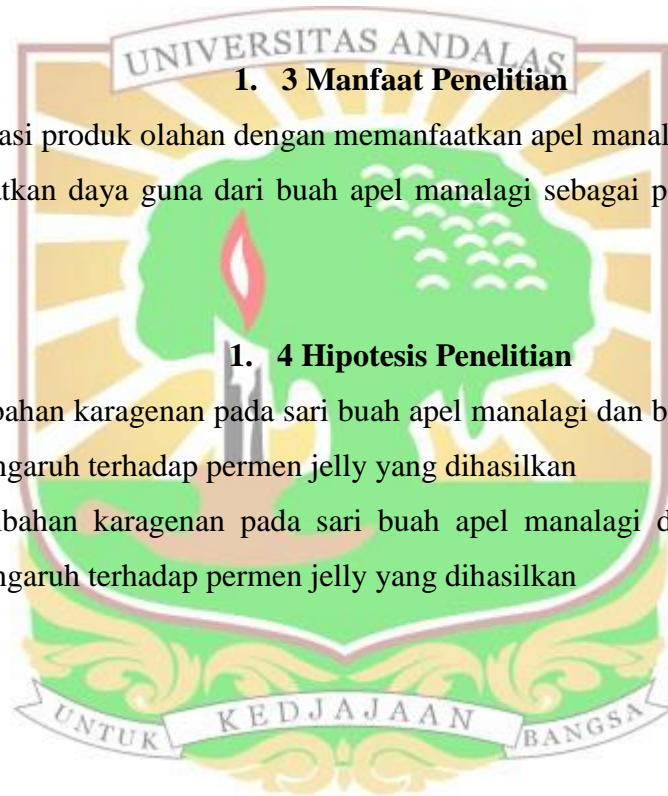 UNIVERSITAS ANDALAS
1. 3 Manfaat Penelitian
asi produk olahan dengan memanfaatkan apel manal
atkan daya guna dari buah apel manalagi sebagai p
1. 4 Hipotesis Penelitian
bahan karagenan pada sari buah apel manalagi dan b
ngaruh terhadap permen jelly yang dihasilkan
bahan karagenan pada sari buah apel manalagi d
ngaruh terhadap permen jelly yang dihasilkan
UNTUK KEDJAJAAN BANGSA